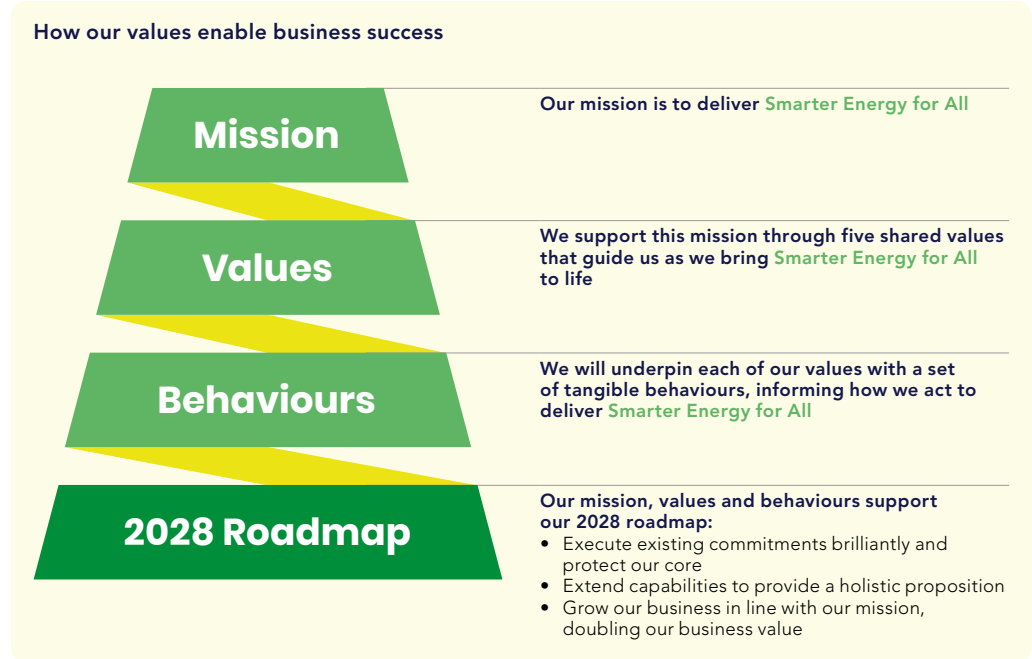 How our values enable business success
Mission
Our mission is to deliver Smarter Energy for All
Values
We support this mission through five shared values
that guide us as we bring Smarter Energy for All
to life
Behaviours
We will underpin each of our values with a set
of tangible behaviours, informing how we act to
deliver Smarter Energy for All
2028 Roadmap
Our mission, values and behaviours support
our 2028 roadmap:
• Execute existing commitments brilliantly and
protect our core
• Extend capabilities to provide a holistic proposition
• Grow our business in line with our mission,
doubling our business value